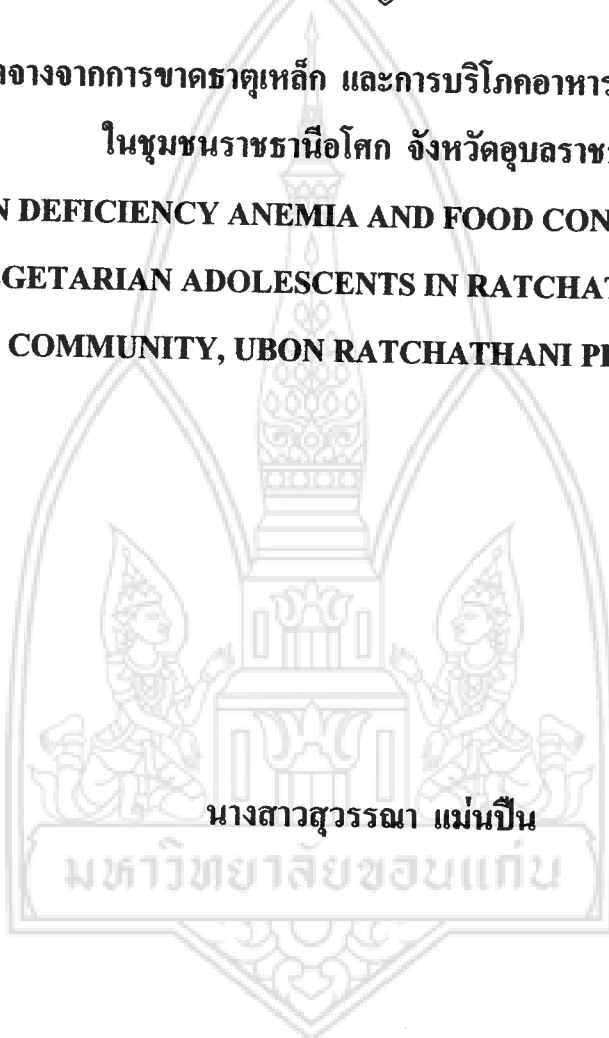 งจางจากการขาดธาตุเหล็ก และการบริโภคอาหาร
ในชุมชนราชธานีอโศก จังหวัดอุบลราช
N DEFICIENCY ANEMIA AND FOOD CON
GETARIAN ADOLESCENTS IN RATCHAT
COMMUNITY, UBON RATCHATHANI P
นางสาวสุวรรณา แม่นปืน
มหาวิทยาลัยขอนแก่น